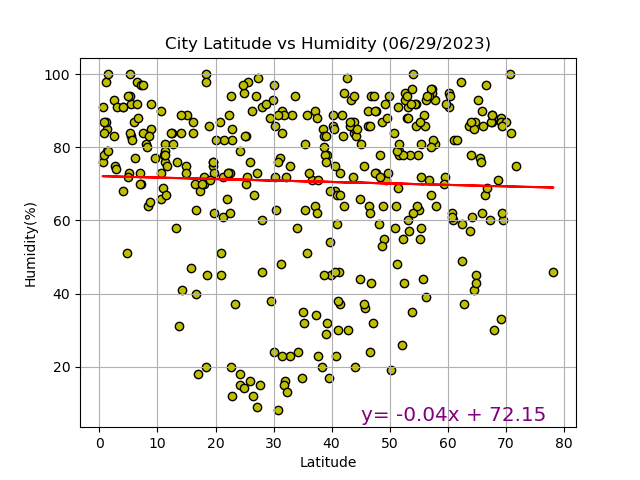 City Latitude vs Humidity (06/29/2023)
100
80
60
40
20
Humidity(%)
y= -0.04x + 72.15
0 10 20 30 40 50 60 70 80
Latitude